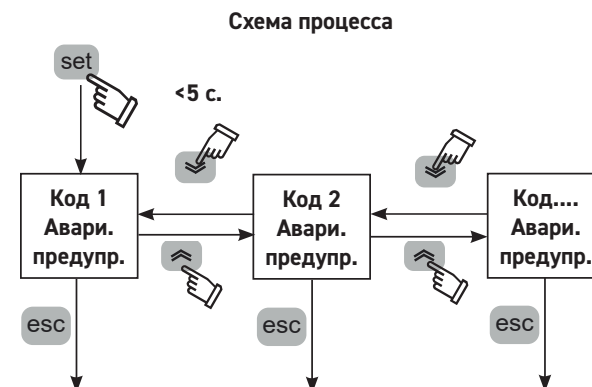 Схема процесса
set
<5 с.
Код 1
Авари.
предупр.
Код 2
Авари.
предупр.
Код....
Авари.
предупр.
esc
esc
esc